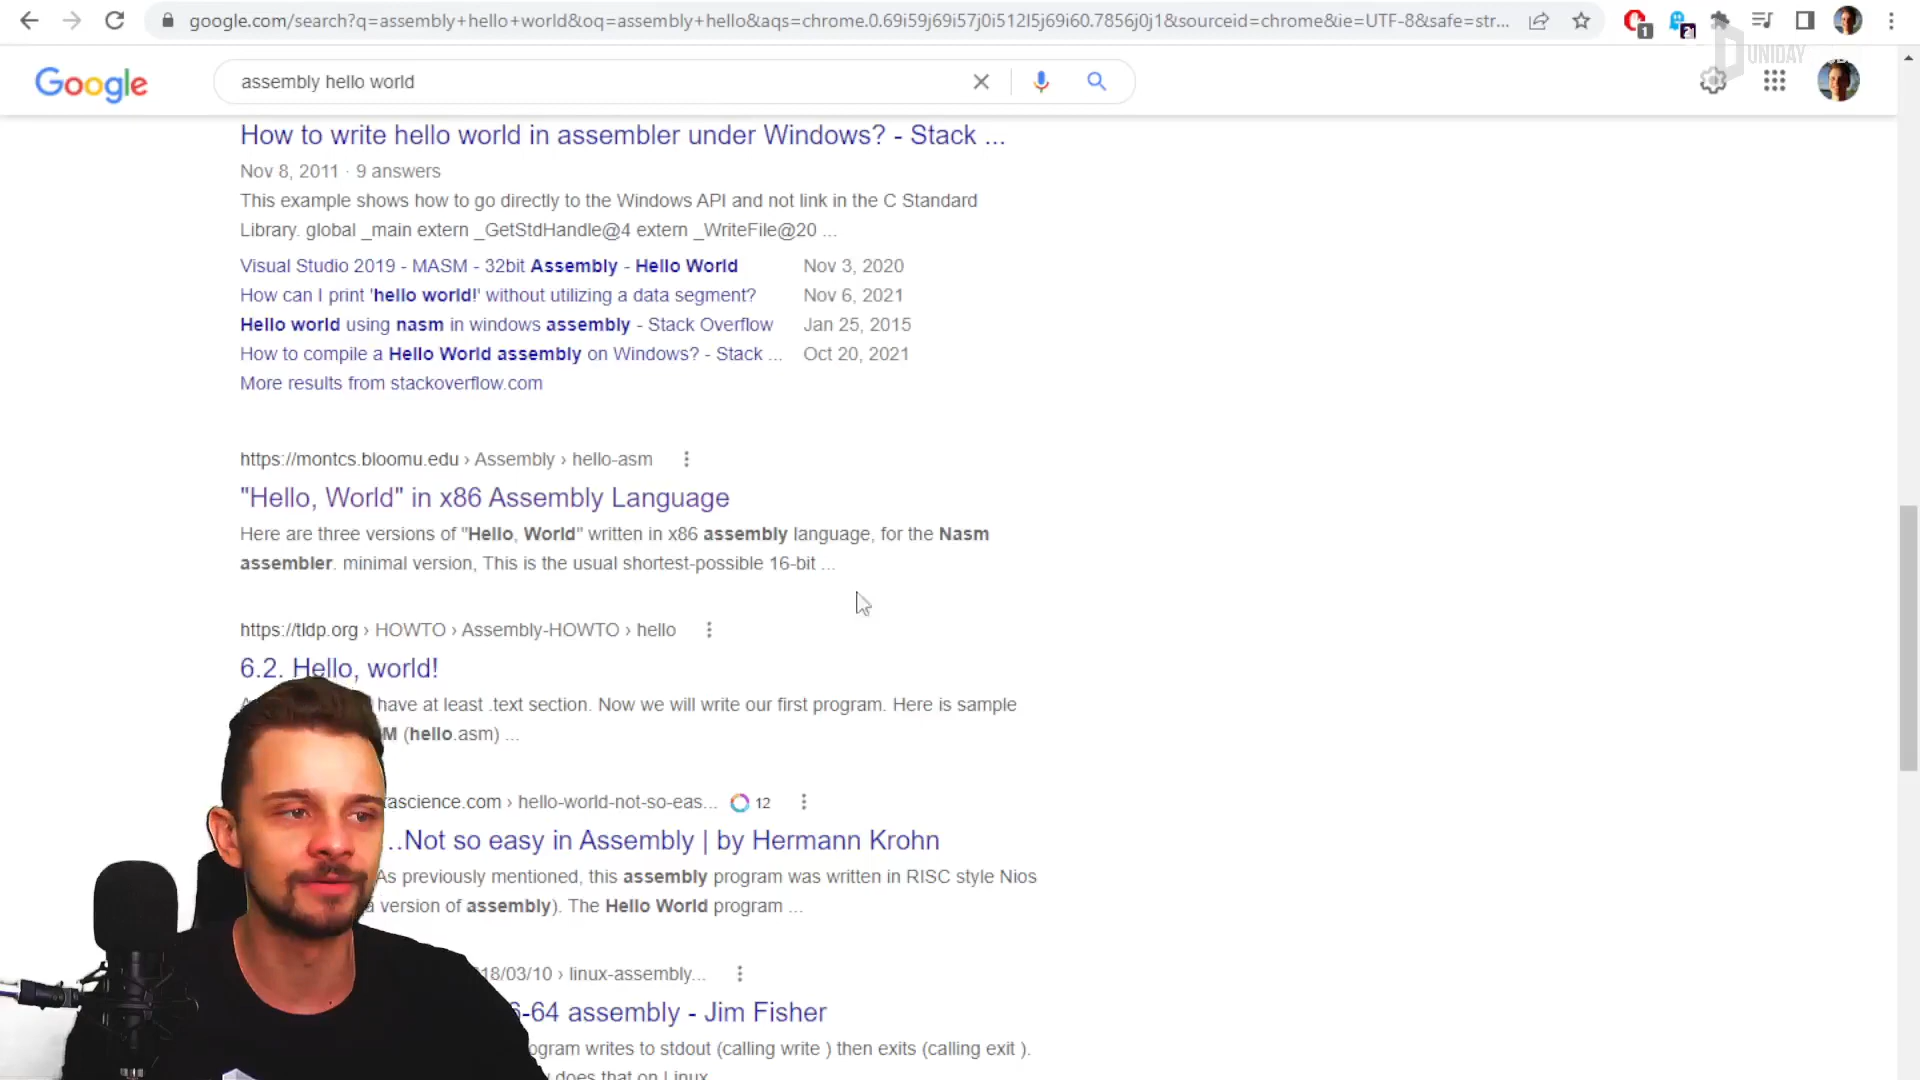 google.com/search?q=assembly+hello+world&oq=assembly+hello&aqs=chrome.0.69i59j69i57j0i512l5j69i60.7856j0j1&sourceid=chrome&ie=UTF-8&safe=str...
1
2
UNIDAY
Google
assembly hello world
How to write hello world in assembler under Windows? - Stack ...
Nov 8, 2011 · 9 answers
This example shows how to go directly to the Windows API and not link in the C Standard
Library. global _main extern _GetStdHandle@4 extern _WriteFile@20 ...
Visual Studio 2019 - MASM - 32bit Assembly - Hello World Nov 3, 2020
How can I print 'hello world!' without utilizing a data segment? Nov 6, 2021
Hello world using nasm in windows assembly - Stack Overflow Jan 25, 2015
How to compile a Hello World assembly on Windows? - Stack ... Oct 20, 2021
More results from stackoverflow.com
https://montcs.bloomu.edu › Assembly › hello-asm
"Hello, World" in x86 Assembly Language
Here are three versions of "Hello, World" written in x86 assembly language, for the Nasm
assembler. minimal version, This is the usual shortest-possible 16-bit ...
https://tldp.org › HOWTO › Assembly-HOWTO › hello
6.2. Hello, world!
have at least .text section. Now we will write our first program. Here is sample
M (hello.asm) ...
ascience.com › hello-world-not-so-eas... 12
...Not so easy in Assembly | by Hermann Krohn
As previously mentioned, this assembly program was written in RISC style Nios
a version of assembly). The Hello World program ...
18/03/10 › linux-assembly...
6-64 assembly - Jim Fisher
ogram writes to stdout (calling write ) then exits (calling exit ).
does that on Linux